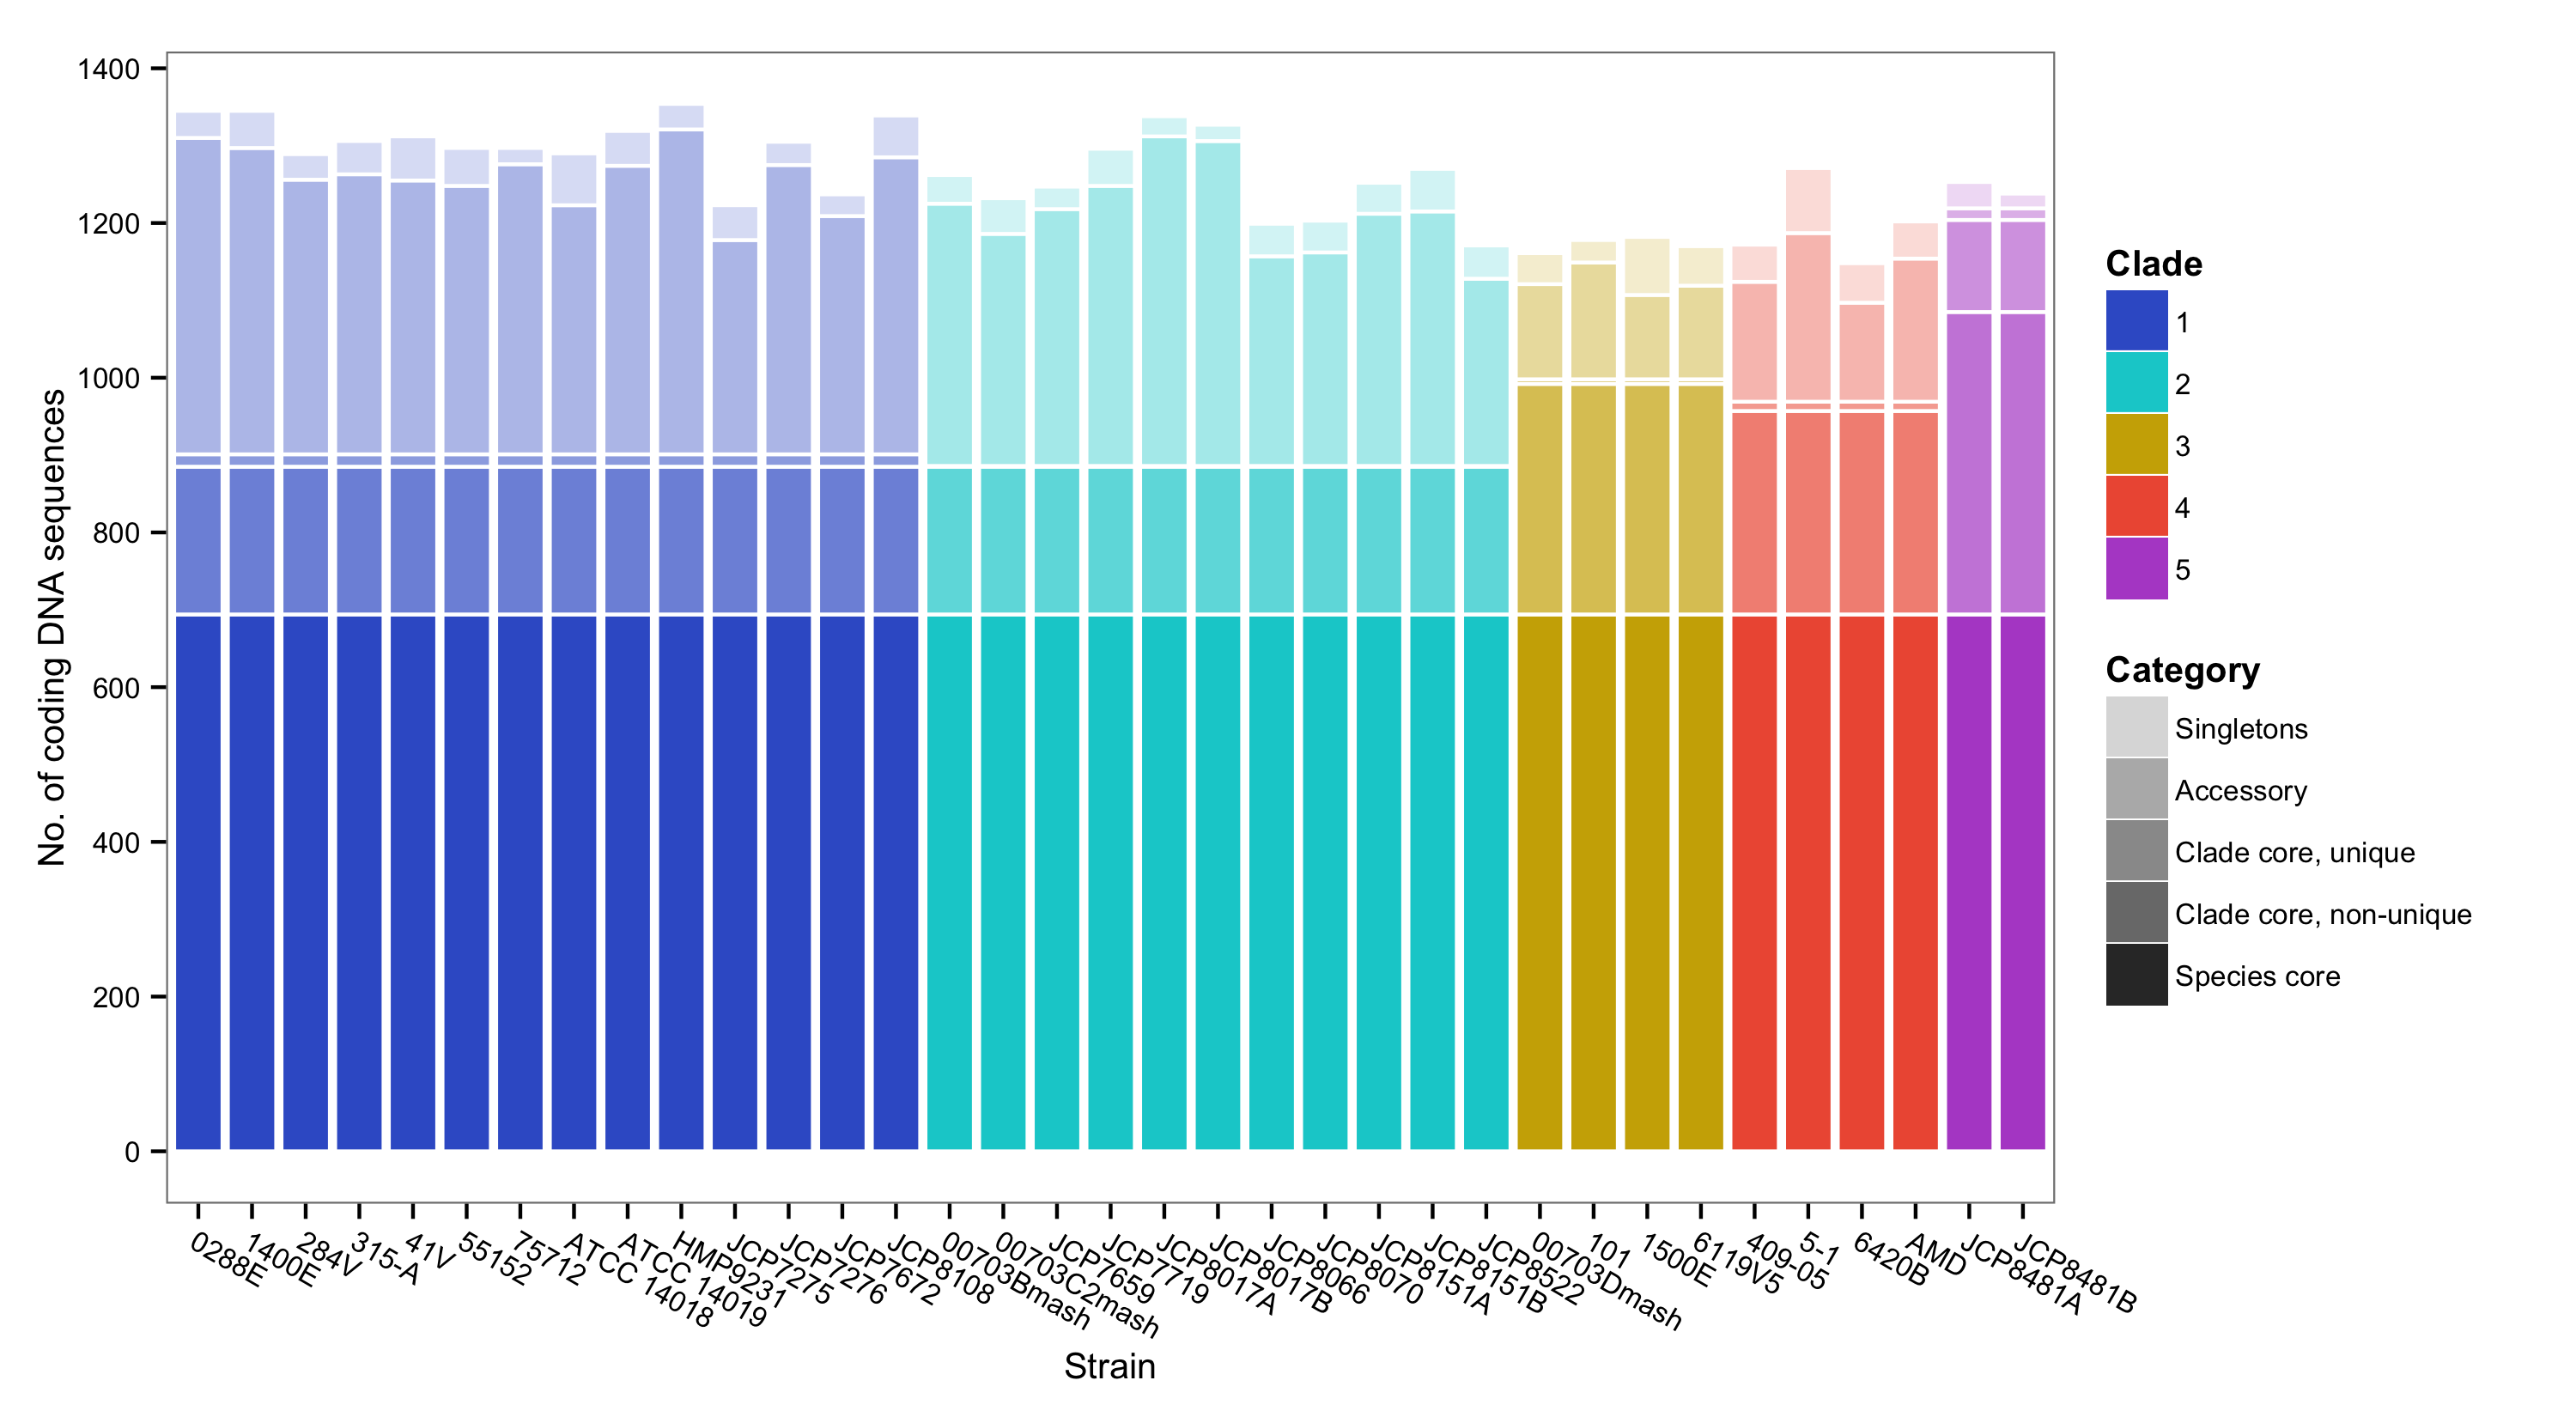 No. of coding DNA sequences
1400
1200
1000
800
600
400
200
0
0288E
1400E
284V
315-A
41V
55152
75712
ATCC 14018
ATCC 14019
HMP9231
JCP7275
JCP7276
JCP7672
JCP8108
00703Bmash
00703C2mash
JCP7659
JCP7719
JCP8017A
JCP8017B
JCP8066
JCP8070
JCP8151A
JCP8151B
JCP8522
00703Dmash
101
1500E
6119V5
409-05
5-1
6420B
AMD
JCP8481A
JCP8481B
Strain
Clade
1
2
3
4
5
Category
Singletons
Accessory
Clade core, unique
Clade core, non-unique
Species core